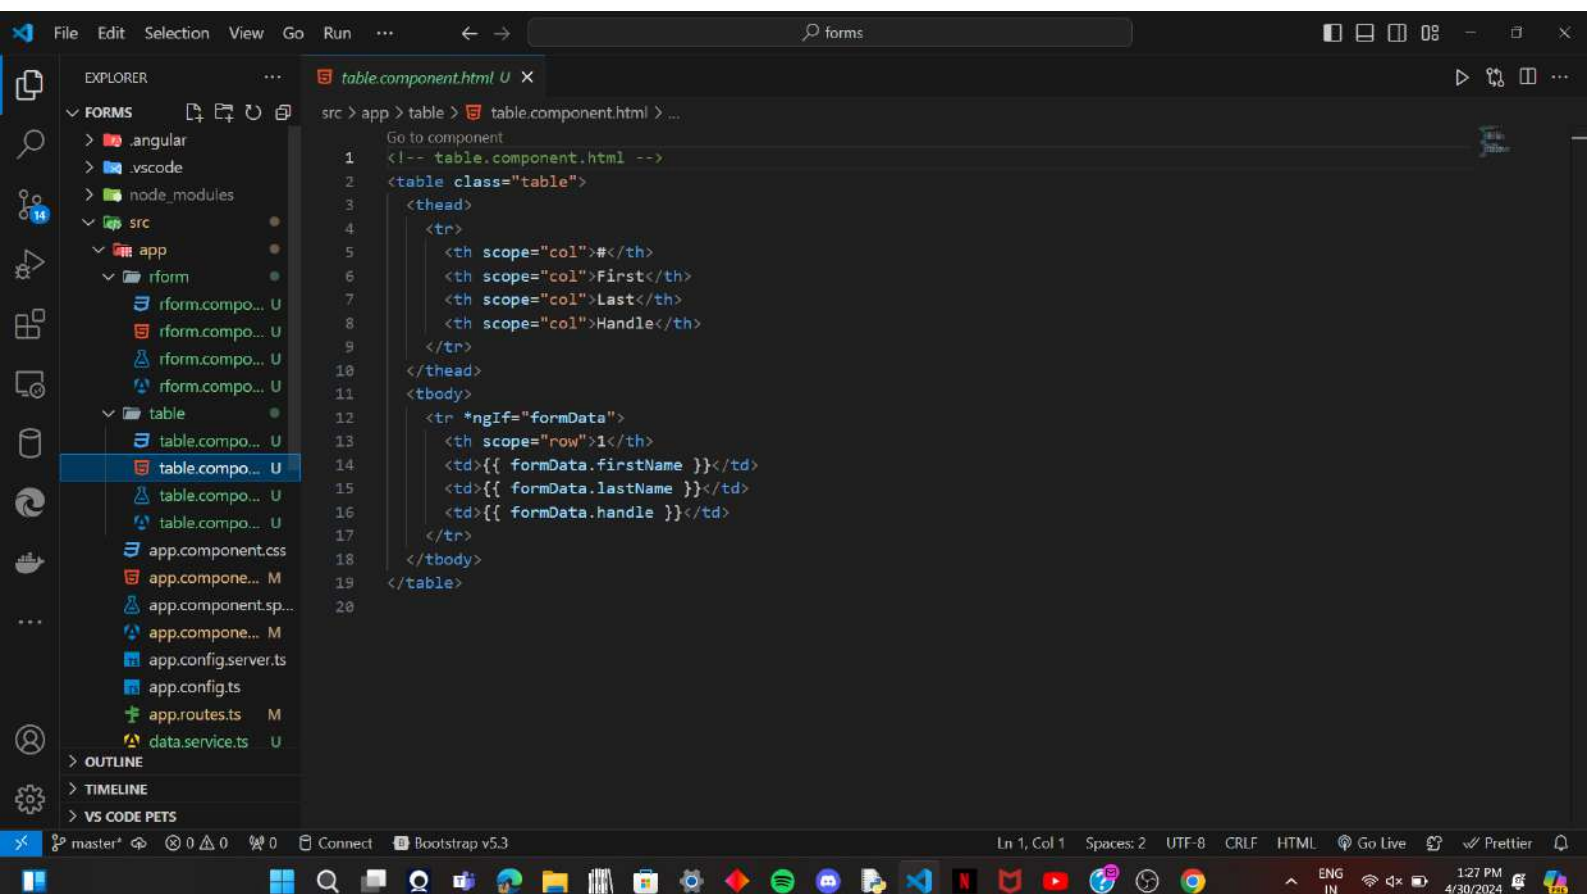 File Edit Selection View Go Run ··· forms
EXPLORER ···
FORMS
.angular
.vscode
node_modules
src
app
rform
rform.compo... U
rform.compo... U
rform.compo... U
rform.compo... U
table
table.compo... U
table.compo... U
table.compo... U
table.compo... U
app.component.css
app.compone... M
app.component.sp...
app.compone... M
app.config.server.ts
app.config.ts
app.routes.ts M
data.service.ts U
OUTLINE
TIMELINE
VS CODE PETS
14
table.component.html U
src > app > table > table.component.html > ...
Go to component
1 <!-- table.component.html -->
2 <table class="table">
3 <thead>
4 <tr>
5 <th scope="col">#</th>
6 <th scope="col">First</th>
7 <th scope="col">Last</th>
8 <th scope="col">Handle</th>
9 </tr>
10 </thead>
11 <tbody>
12 <tr *ngIf="formData">
13 <th scope="row">1</th>
14 <td>{{ formData.firstName }}</td>
15 <td>{{ formData.lastName }}</td>
16 <td>{{ formData.handle }}</td>
17 </tr>
18 </tbody>
19 </table>
20
master* 0 0 0 Connect Bootstrap v5.3 Ln 1, Col 1 Spaces: 2 UTF-8 CRLF HTML Go Live Prettier
ENG 1:27 PM
IN 4/30/2024